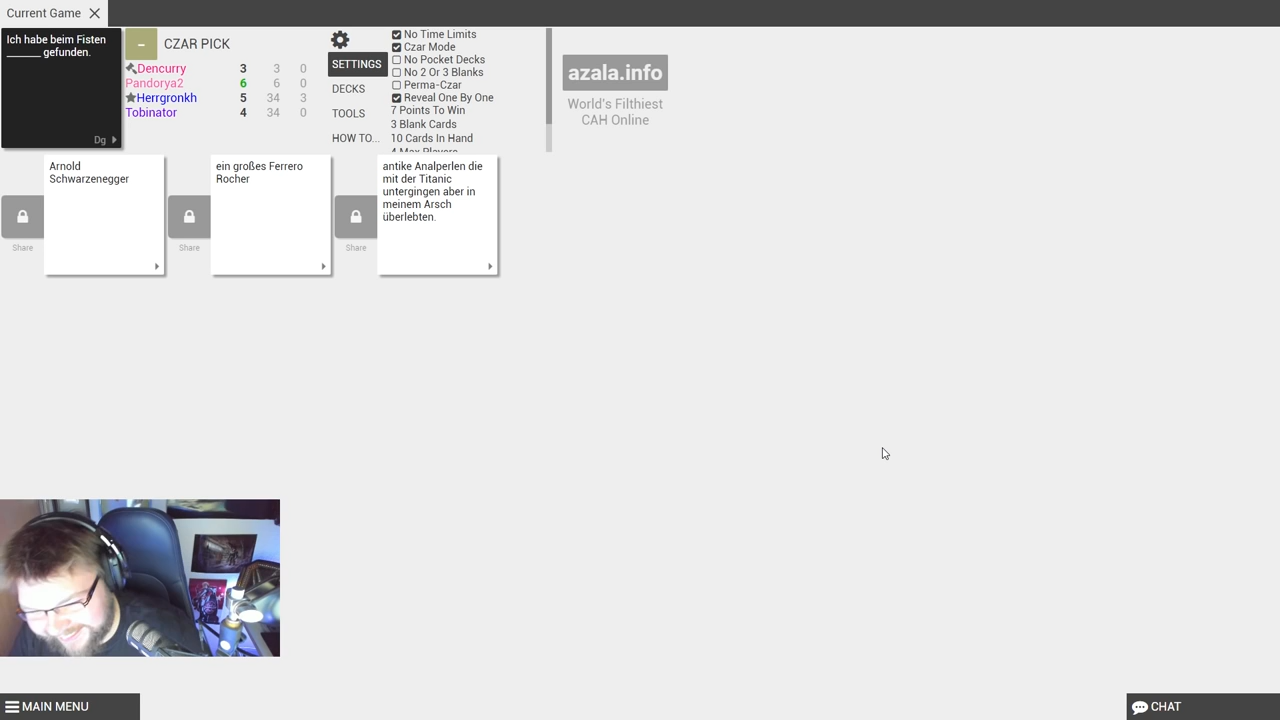 Current Game
Ich habe beim Fisten
______ gefunden.
Dg
–
CZAR PICK
Dencurry 3 3 0
Pandorya2 6 6 0
Herrgronkh 5 34 3
Tobinator 4 34 0
SETTINGS
DECKS
TOOLS
HOW TO...
No Time Limits
Czar Mode
No Pocket Decks
No 2 Or 3 Blanks
Perma-Czar
Reveal One By One
7 Points To Win
3 Blank Cards
10 Cards In Hand
4 Max Players
azala.info
World's Filthiest
CAH Online
Share
Arnold
Schwarzenegger
Share
ein großes Ferrero
Rocher
Share
antike Analperlen die
mit der Titanic
untergingen aber in
meinem Arsch
überlebten.
MAIN MENU
CHAT